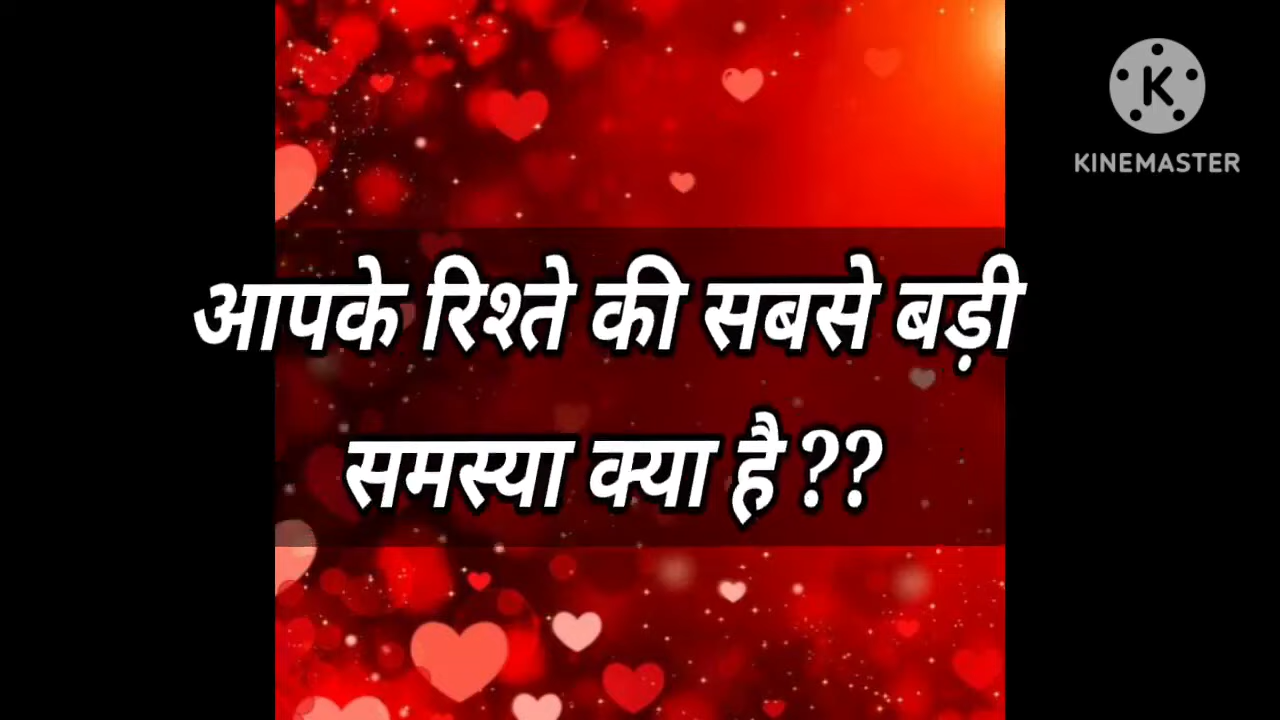 KINEMASTER
आपके रिश्ते की सबसे बड़ी
समस्या क्या है ??